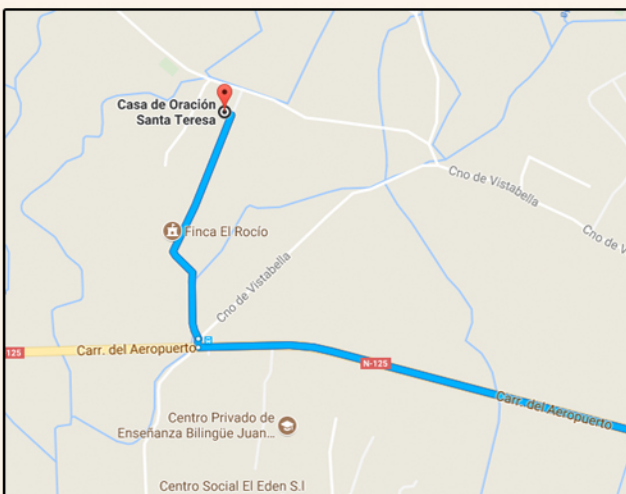 Casa de Oración
Santa Teresa
Cno de Vistabella
Cno de V
Finca El Rocío
Cno de Vistabella
125
Carr. del Aeropuerto
N-125
Carr. del Aeropuerto
Centro Privado de
Enseñanza Bilingüe Juan...
Centro Social El Eden S.l